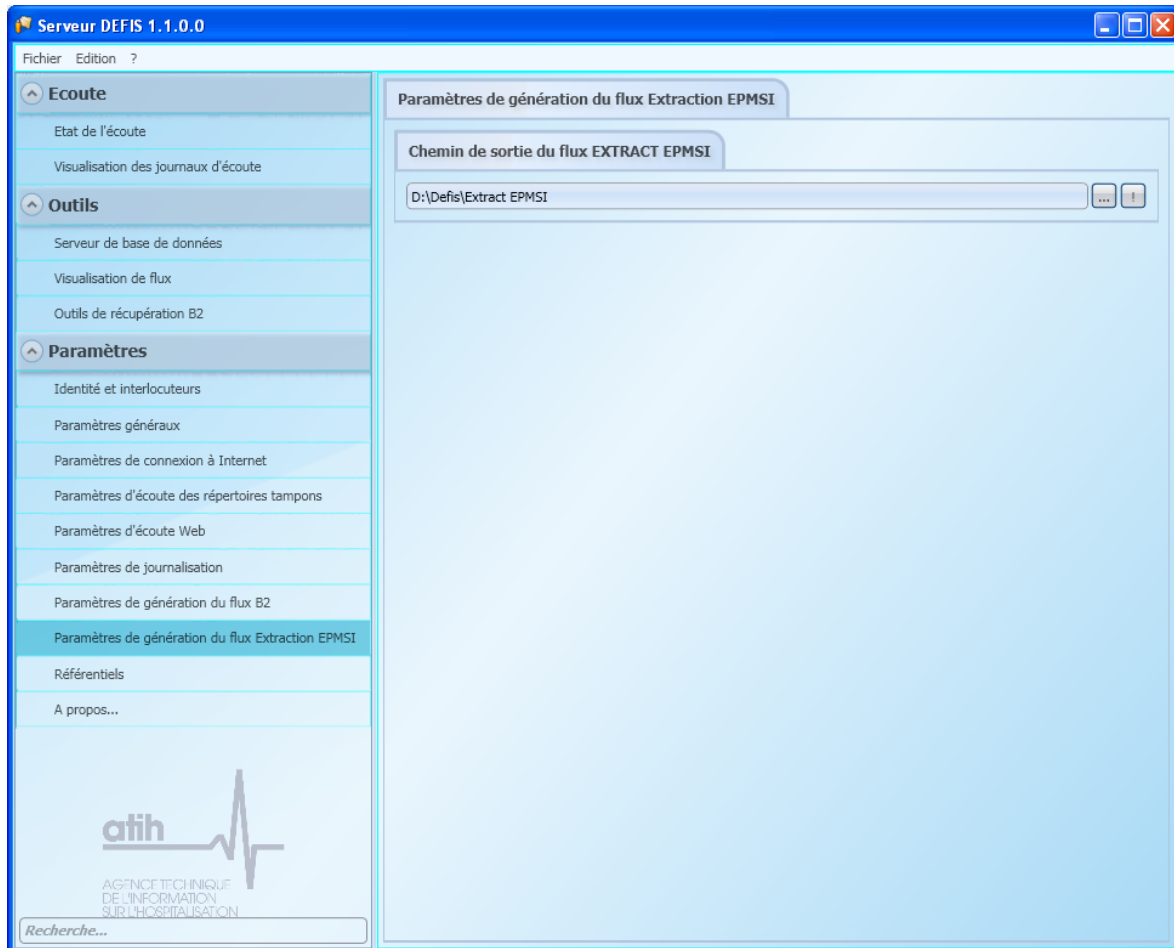 Serveur DEFIS 1.1.0.0
Fichier Edition ?
Ecoute
Etat de l'écoute
Visualisation des journaux d'écoute
Outils
Serveur de base de données
Visualisation de flux
Outils de récupération B2
Paramètres
Identité et interlocuteurs
Paramètres généraux
Paramètres de connexion à Internet
Paramètres d'écoute des répertoires tampons
Paramètres d'écoute Web
Paramètres de journalisation
Paramètres de génération du flux B2
Paramètres de génération du flux Extraction EPMSI
Référentiels
A propos...
atih
AGENCE TECHNIQUE
DE L'INFORMATION
SUR L'HOSPITALISATION
Recherche...
Paramètres de génération du flux Extraction EPMSI
Chemin de sortie du flux EXTRACT EPMSI
D:\Defis\Extract EPMSI
... !